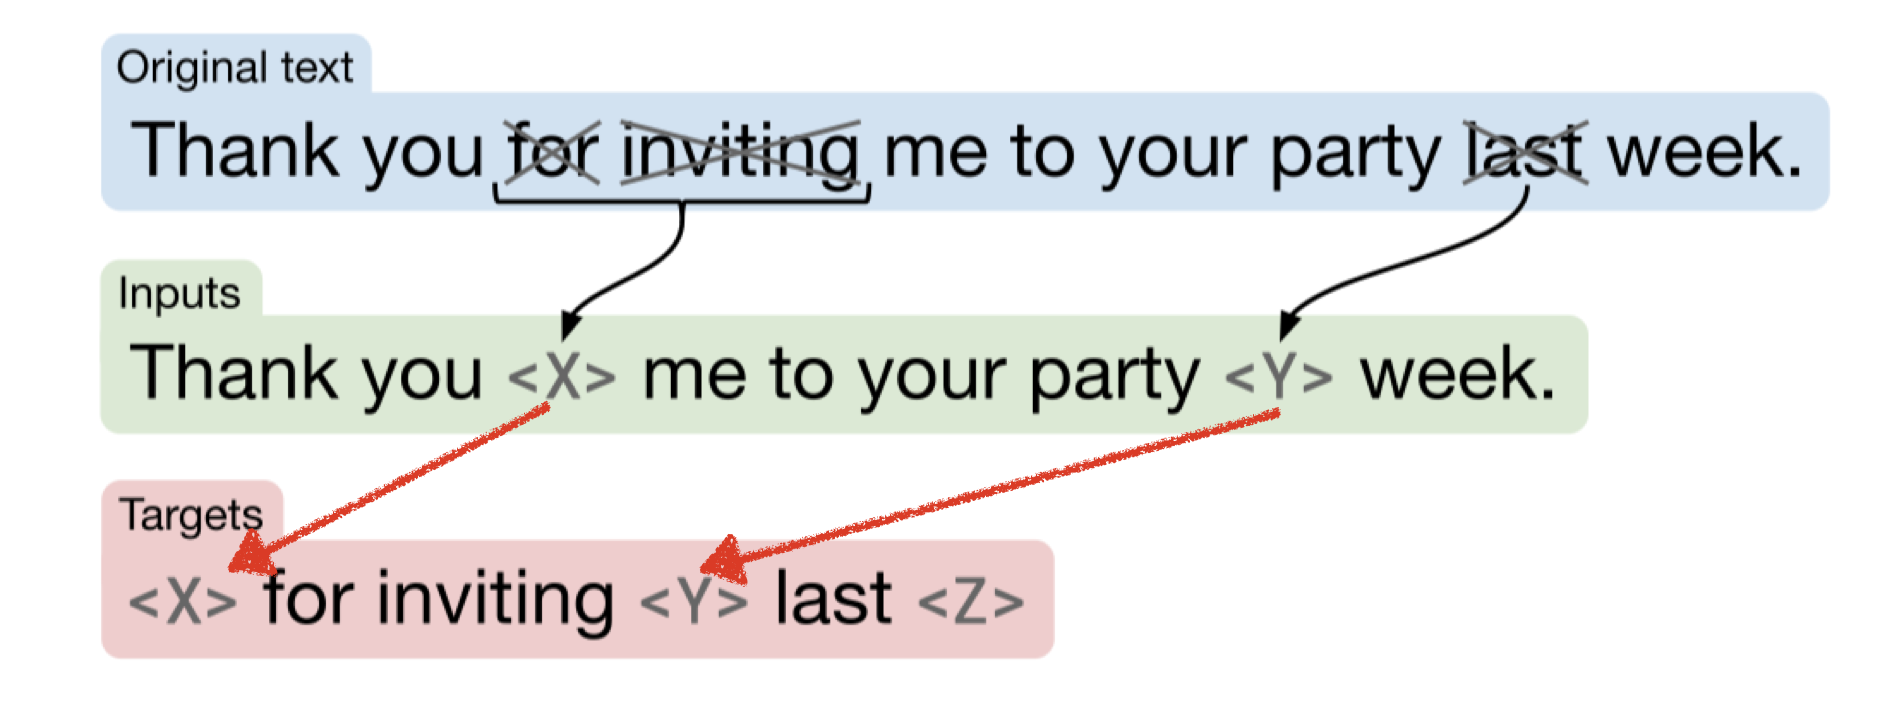 Original text
Thank you for inviting me to your party last week.
Inputs
Thank you <X> me to your party <Y> week.
Targets
<X> for inviting <Y> last <Z>